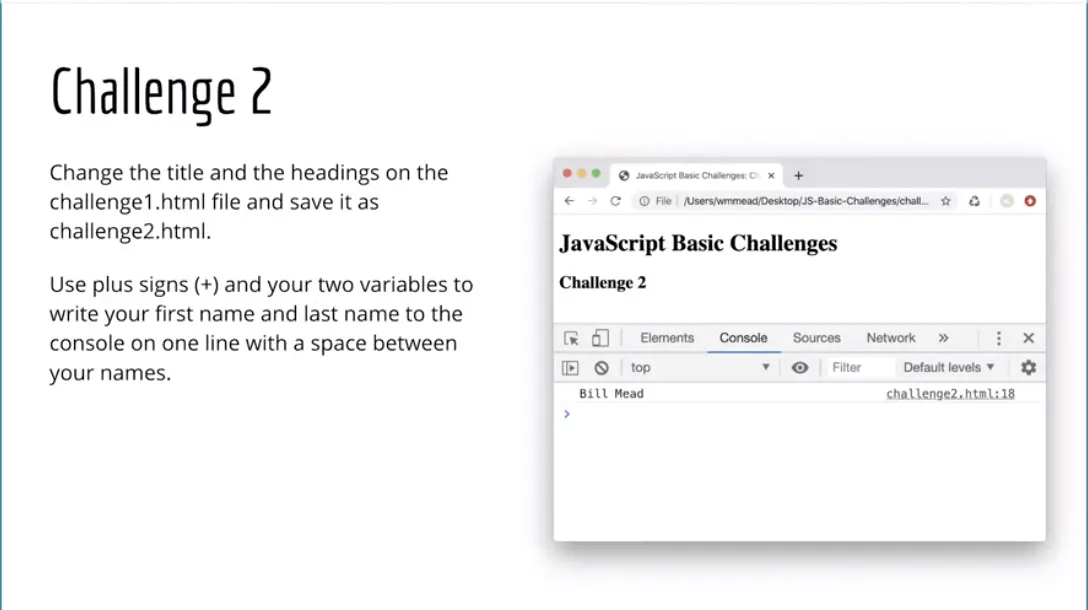 Challenge 2
Change the title and the headings on the
challenge1.html file and save it as
challenge2.html.
Use plus signs (+) and your two variables to
write your first name and last name to the
console on one line with a space between
your names.
JavaScript Basic Challenges: Ch
File /Users/wmmead/Desktop/JS-Basic-Challenges/chall...
JavaScript Basic Challenges
Challenge 2
Elements Console Sources Network
top Filter Default levels
Bill Mead challenge2.html:18